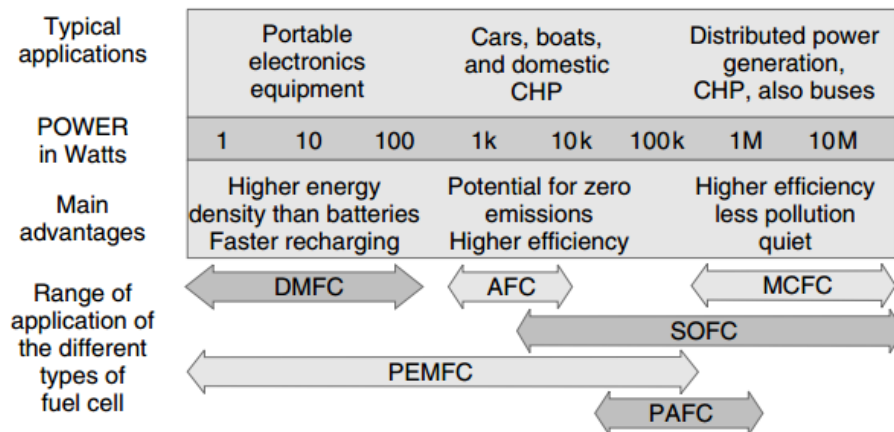 Typical
applications
Portable
electronics
equipment
Cars, boats,
and domestic
CHP
Distributed power
generation,
CHP, also buses
POWER
in Watts
1 10 100 1k 10k 100k 1M 10M
Main
advantages
Higher energy
density than batteries
Faster recharging
Potential for zero
emissions
Higher efficiency
Higher efficiency
less pollution
quiet
Range of
application of
the different
types of
fuel cell
DMFC AFC MCFC
SOFC
PEMFC
PAFC